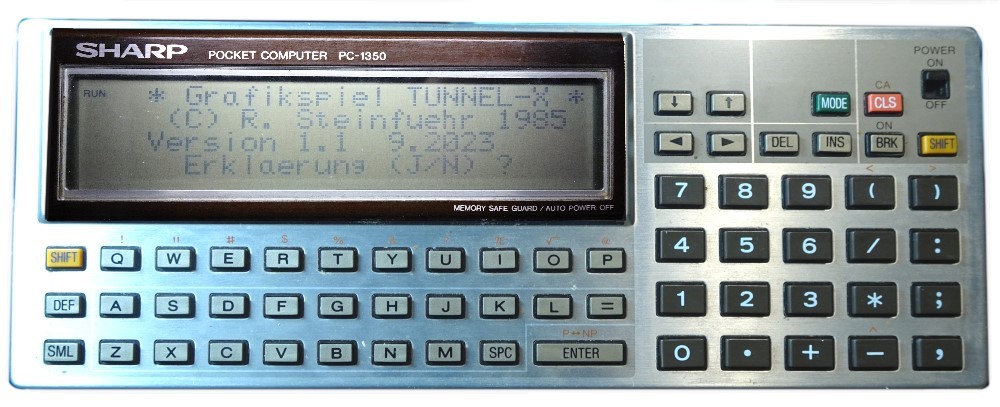 SHARP POCKET COMPUTER PC-1350
RUN
* Grafikspiel TUNNEL-X *
(C) R. Steinfuehr 1985
Version 1.1 9.2023
Erklaerung (J/N) ?
MEMORY SAFE GUARD / AUTO POWER OFF
POWER
ON
OFF
CA
↓ ↑ MODE CLS
ON
◄ ► DEL INS BRK SHIFT
< >
7 8 9 ( )
4 5 6 / :
1 2 3 * ;
^
0 • + − ,
! " # $ % √ @
SHIFT Q W E R T Y U I O P
DEF A S D F G H J K L =
P↔NP
SML Z X C V B N M SPC ENTER